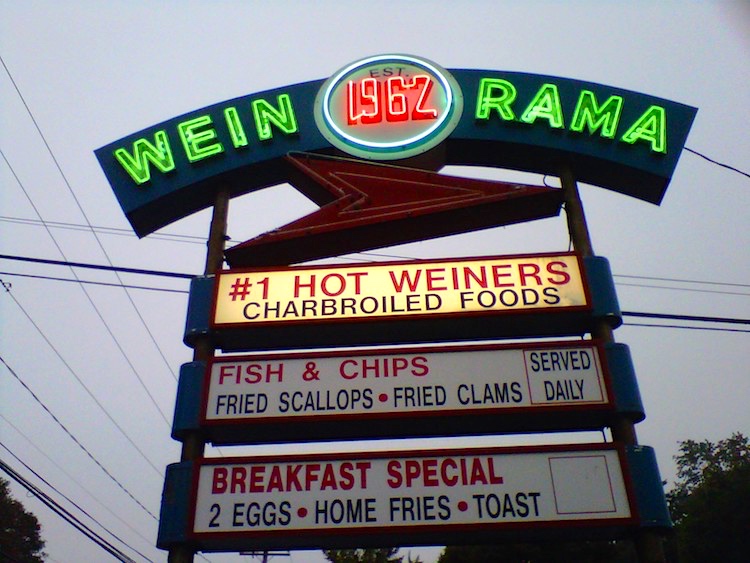 WEIN EST. 1962 RAMA
#1 HOT WEINERS
CHARBROILED FOODS
FISH & CHIPS
FRIED SCALLOPS • FRIED CLAMS
SERVED
DAILY
BREAKFAST SPECIAL
2 EGGS • HOME FRIES • TOAST